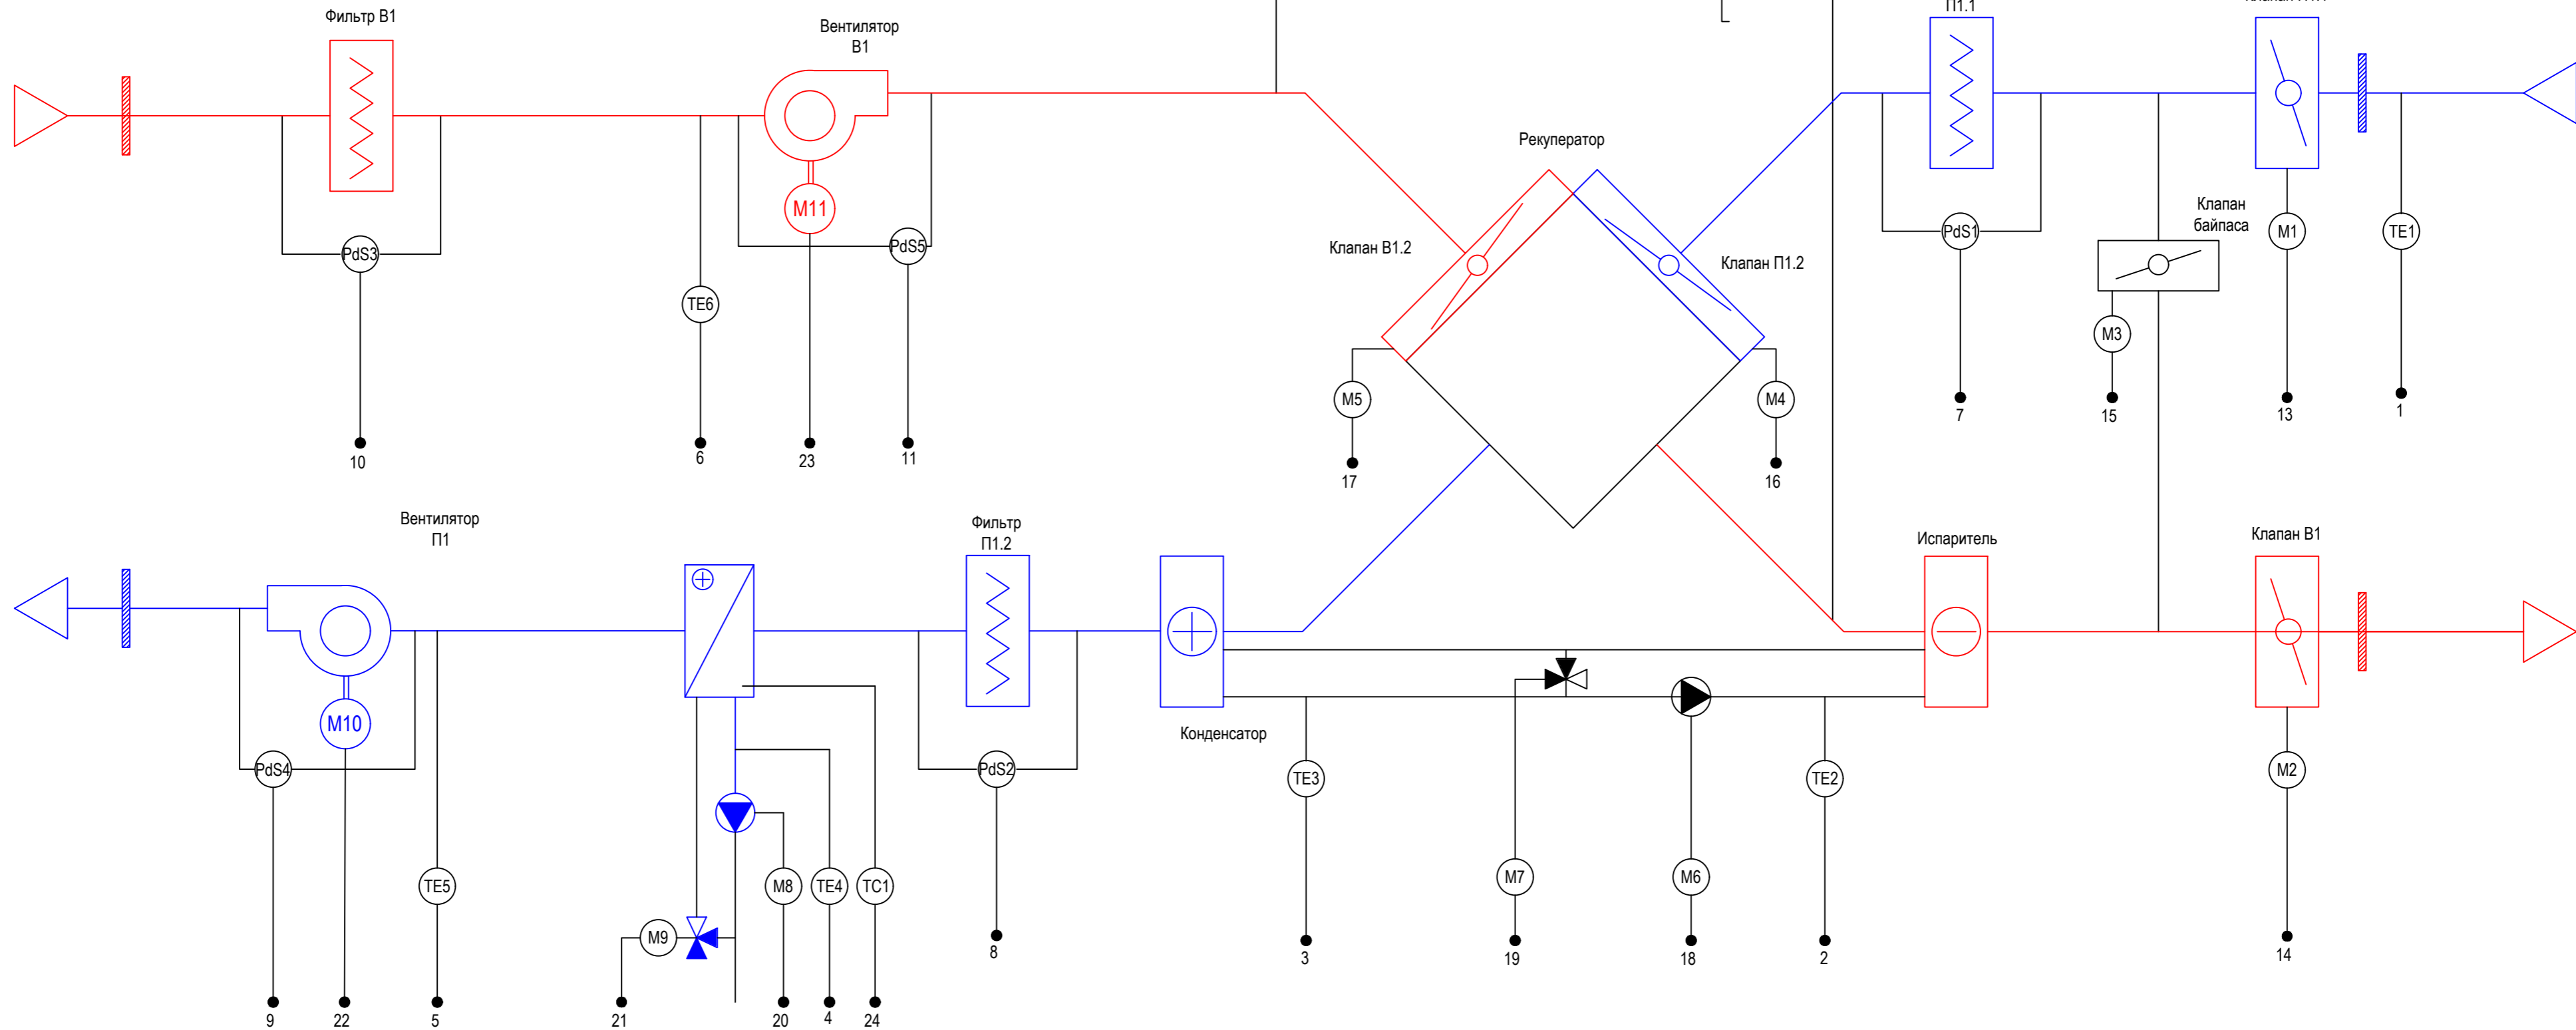 Фильтр В1
Вентилятор
В1
П1.1
Рекуператор
Клапан В1.2
Клапан П1.2
Клапан
байпаса
M11
PdS3
PdS5
TE6
PdS1
M1
TE1
M3
M5
M4
10
6
23
11
17
16
7
15
13
1
Вентилятор
П1
Фильтр
П1.2
Испаритель
Клапан В1
Конденсатор
M10
PdS4
PdS2
TE3
TE2
M2
TE5
M8
TE4
TC1
M7
M6
M9
8
3
19
18
2
14
9
22
5
21
20
4
24